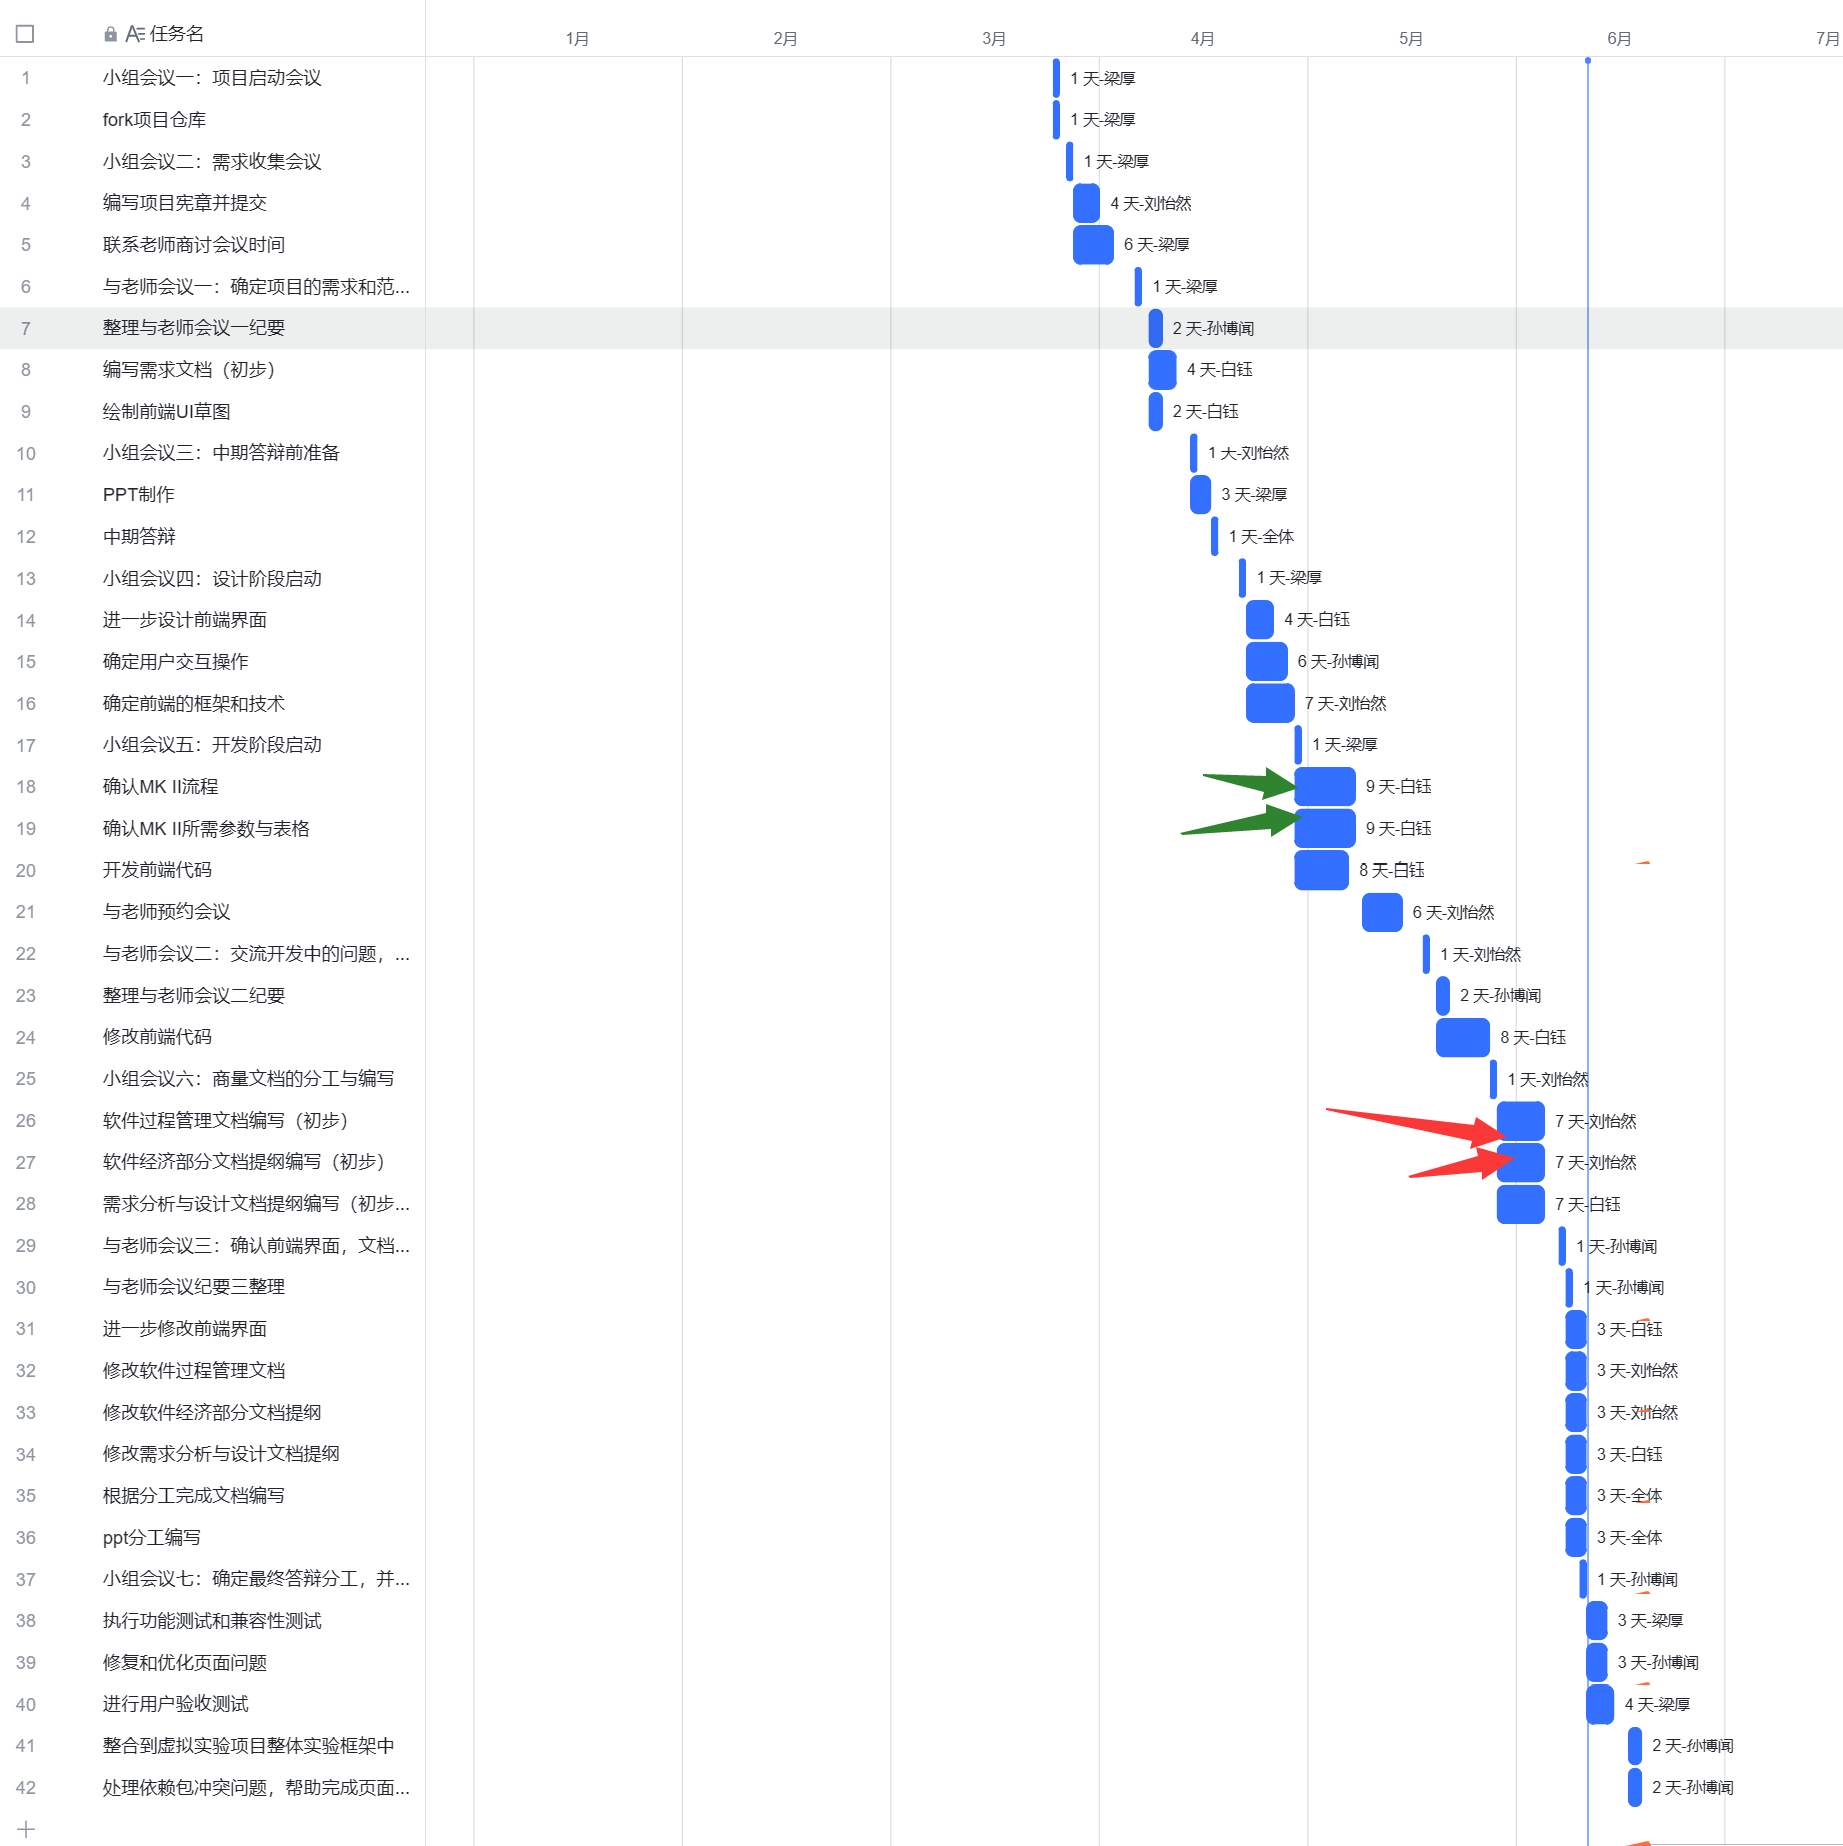 任务名 1月 2月 3月 4月 5月 6月 7月
1 小组会议一：项目启动会议 1 天-梁厚
2 fork项目仓库 1 天-梁厚
3 小组会议二：需求收集会议 1 天-梁厚
4 编写项目宪章并提交 4 天-刘怡然
5 联系老师商讨会议时间 6 天-梁厚
6 与老师会议一：确定项目的需求和范... 1 天-梁厚
7 整理与老师会议一纪要 2 天-孙博闻
8 编写需求文档（初步） 4 天-白钰
9 绘制前端UI草图 2 天-白钰
10 小组会议三：中期答辩前准备 1 天-刘怡然
11 PPT制作 3 天-梁厚
12 中期答辩 1 天-全体
13 小组会议四：设计阶段启动 1 天-梁厚
14 进一步设计前端界面 4 天-白钰
15 确定用户交互操作 6 天-孙博闻
16 确定前端的框架和技术 7 天-刘怡然
17 小组会议五：开发阶段启动 1 天-梁厚
18 确认MK II流程 9 天-白钰
19 确认MK II所需参数与表格 9 天-白钰
20 开发前端代码 8 天-白钰
21 与老师预约会议 6 天-刘怡然
22 与老师会议二：交流开发中的问题，... 1 天-刘怡然
23 整理与老师会议二纪要 2 天-孙博闻
24 修改前端代码 8 天-白钰
25 小组会议六：商量文档的分工与编写 1 天-刘怡然
26 软件过程管理文档编写（初步） 7 天-刘怡然
27 软件经济部分文档提纲编写（初步） 7 天-刘怡然
28 需求分析与设计文档提纲编写（初步... 7 天-白钰
29 与老师会议三：确认前端界面，文档... 1 天-孙博闻
30 与老师会议纪要三整理 1 天-孙博闻
31 进一步修改前端界面 3 天-白钰
32 修改软件过程管理文档 3 天-刘怡然
33 修改软件经济部分文档提纲 3 天-刘怡然
34 修改需求分析与设计文档提纲 3 天-白钰
35 根据分工完成文档编写 3 天-全体
36 ppt分工编写 3 天-全体
37 小组会议七：确定最终答辩分工，并... 1 天-孙博闻
38 执行功能测试和兼容性测试 3 天-梁厚
39 修复和优化页面问题 3 天-孙博闻
40 进行用户验收测试 4 天-梁厚
41 整合到虚拟实验项目整体实验框架中 2 天-孙博闻
42 处理依赖包冲突问题，帮助完成页面... 2 天-孙博闻